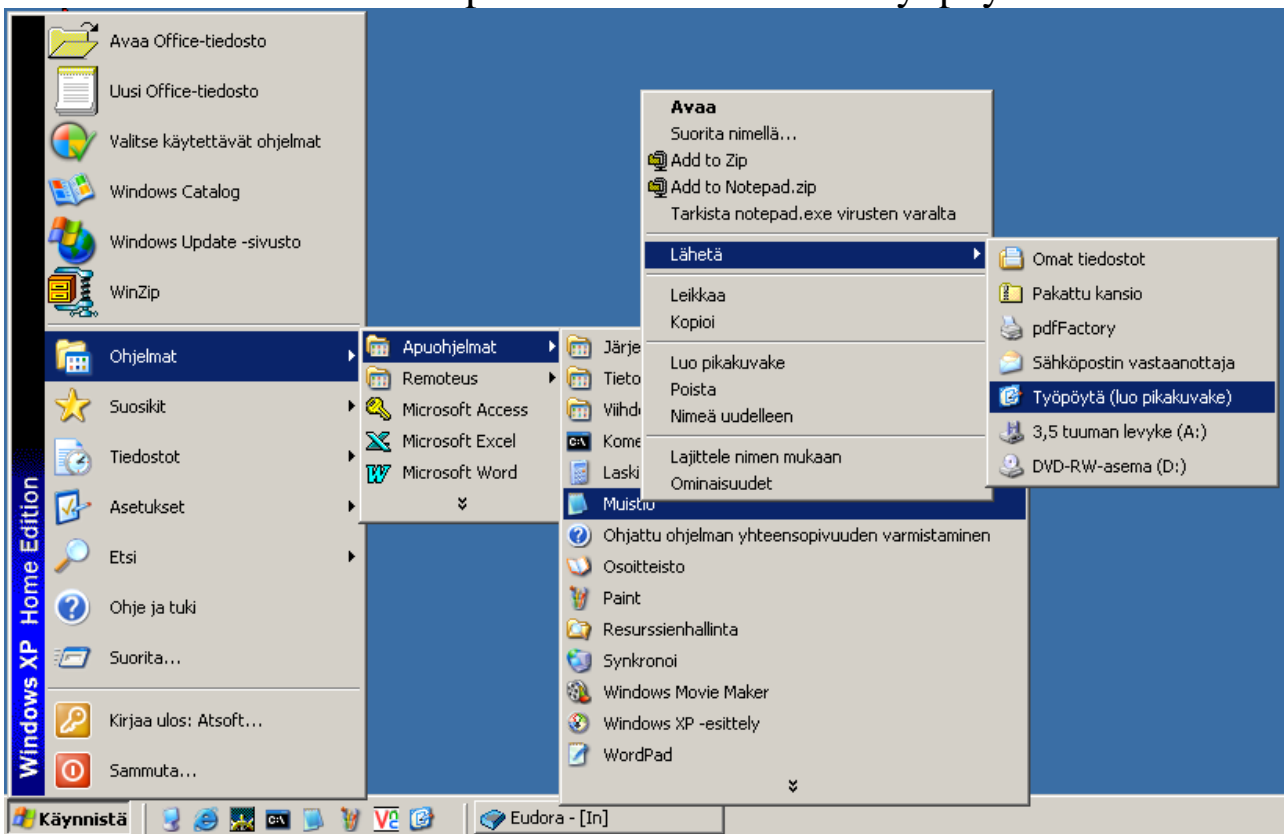 Avaa Office-tiedosto
Uusi Office-tiedosto
Valitse käytettävät ohjelmat
Windows Catalog
Windows Update -sivusto
WinZip
Ohjelmat
Suosikit
Tiedostot
Asetukset
Etsi
Ohje ja tuki
Suorita...
Kirjaa ulos: Atsoft...
Sammuta...
Windows XP Home Edition
Apuohjelmat
Remoteus
Microsoft Access
Microsoft Excel
Microsoft Word
Järje
Tieto
Viihd
Kome
Laski
Muistio
Ohjattu ohjelman yhteensopivuuden varmistaminen
Osoitteisto
Paint
Resurssienhallinta
Synkronoi
Windows Movie Maker
Windows XP -esittely
WordPad
Avaa
Suorita nimellä...
Add to Zip
Add to Notepad.zip
Tarkista notepad.exe virusten varalta
Lähetä
Leikkaa
Kopioi
Luo pikakuvake
Poista
Nimeä uudelleen
Lajittele nimen mukaan
Ominaisuudet
Omat tiedostot
Pakattu kansio
pdfFactory
Sähköpostin vastaanottaja
Työpöytä (luo pikakuvake)
3,5 tuuman levyke (A:)
DVD-RW-asema (D:)
Käynnistä
Eudora - [In]